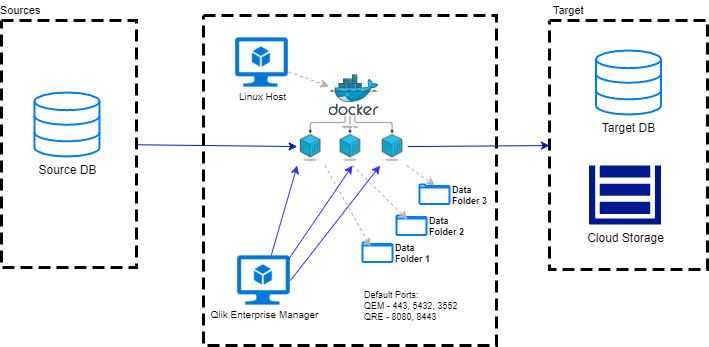 Sources
Target
Linux Host
docker
Source DB
Target DB
Data
Folder 3
Data
Folder 2
Data
Folder 1
Cloud Storage
Qlik Enterprise Manager
Default Ports:
QEM - 443, 5432, 3552
QRE - 8080, 8443